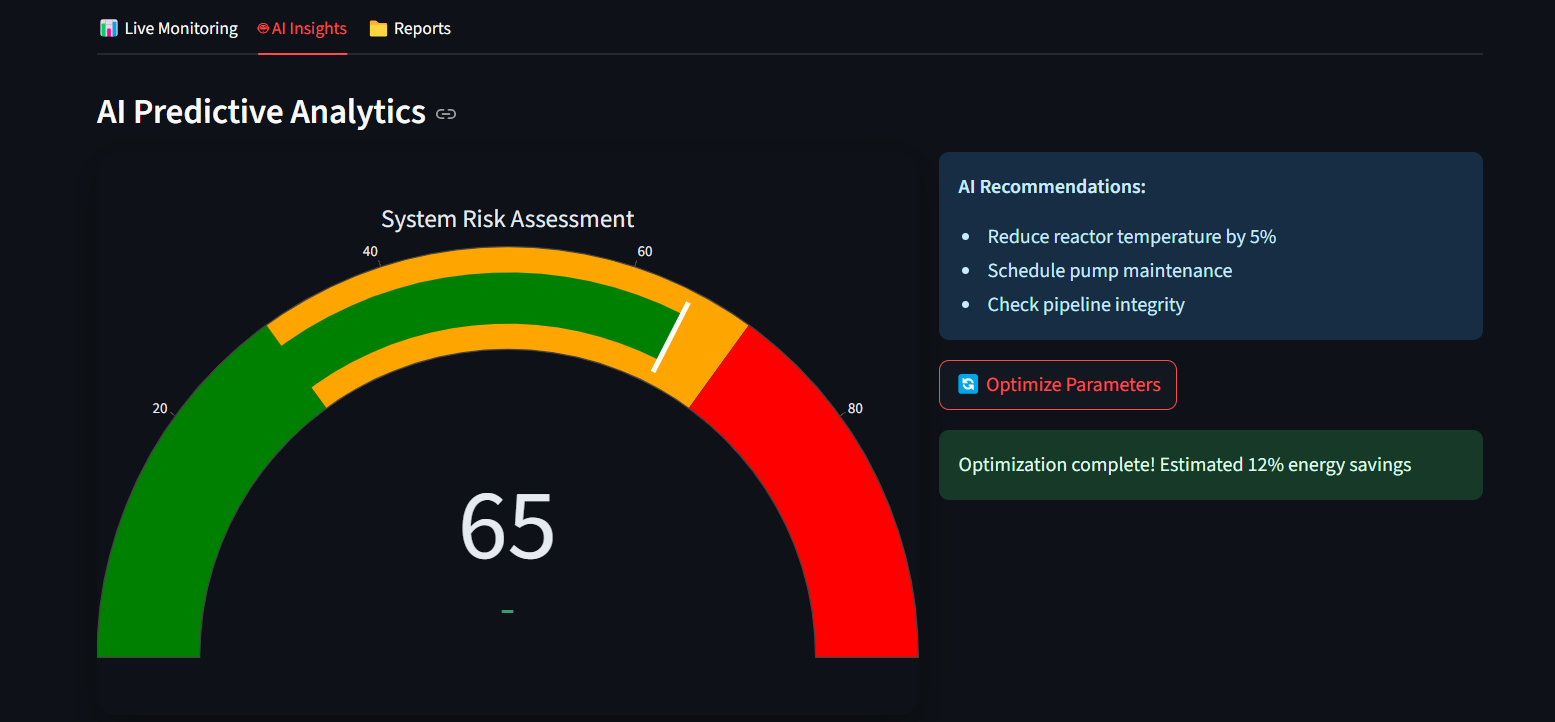 Live Monitoring AI Insights Reports
AI Predictive Analytics
System Risk Assessment
20
40
60
80
65
-
AI Recommendations:
• Reduce reactor temperature by 5%
• Schedule pump maintenance
• Check pipeline integrity
Optimize Parameters
Optimization complete! Estimated 12% energy savings